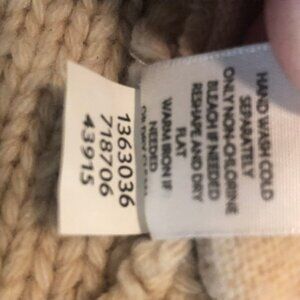 1363036
718706
43915
HAND WASH COLD
SEPARATELY
ONLY NON-CHLORINE
BLEACH IF NEEDED
RESHAPE AND DRY
FLAT
WARM IRON IF
NEEDED